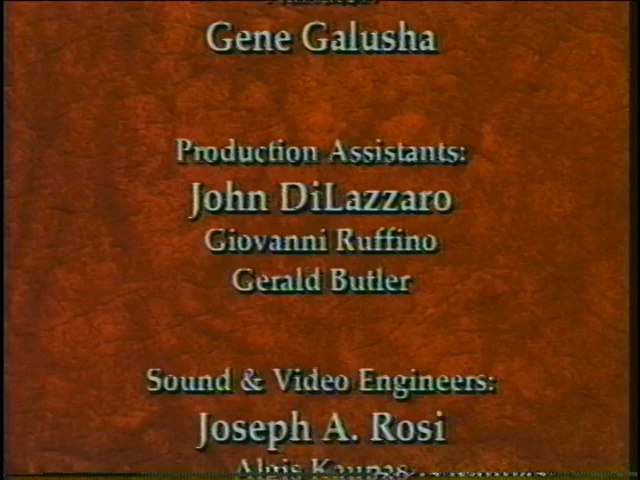 Gene Galusha
Production Assistants:
John DiLazzaro
Giovanni Ruffino
Gerald Butler
Sound & Video Engineers:
Joseph A. Rosi